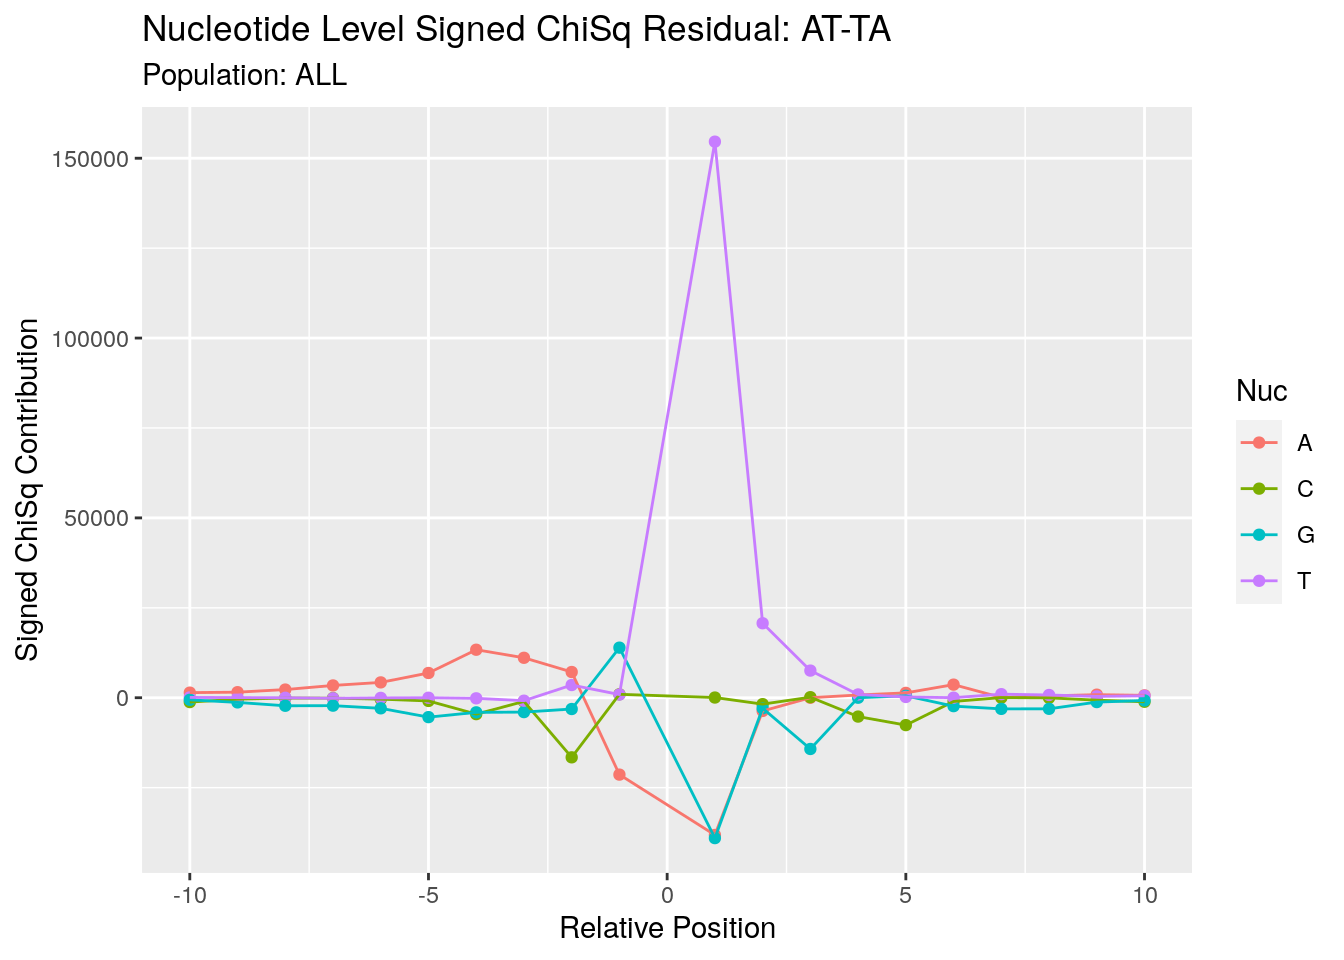 Nucleotide Level Signed ChiSq Residual: AT-TA
Population: ALL
150000
100000
50000
0
Signed ChiSq Contribution
-10
-5
0
5
10
Relative Position
Nuc
A
C
G
T